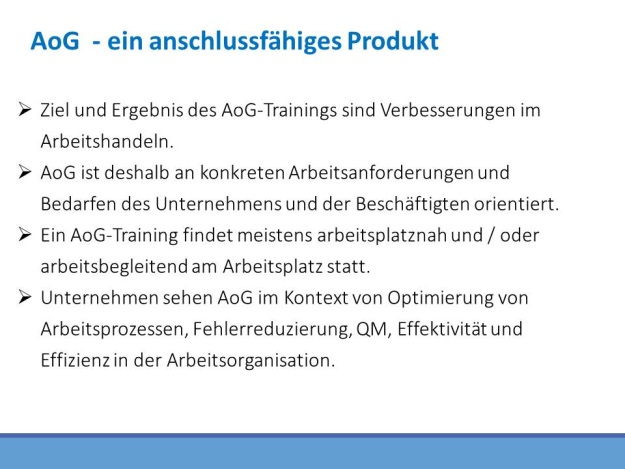 AoG - ein anschlussfähiges Produkt
➢ Ziel und Ergebnis des AoG-Trainings sind Verbesserungen im
Arbeitshandeln.
➢ AoG ist deshalb an konkreten Arbeitsanforderungen und
Bedarfen des Unternehmens und der Beschäftigten orientiert.
➢ Ein AoG-Training findet meistens arbeitsplatznah und / oder
arbeitsbegleitend am Arbeitsplatz statt.
➢ Unternehmen sehen AoG im Kontext von Optimierung von
Arbeitsprozessen, Fehlerreduzierung, QM, Effektivität und
Effizienz in der Arbeitsorganisation.